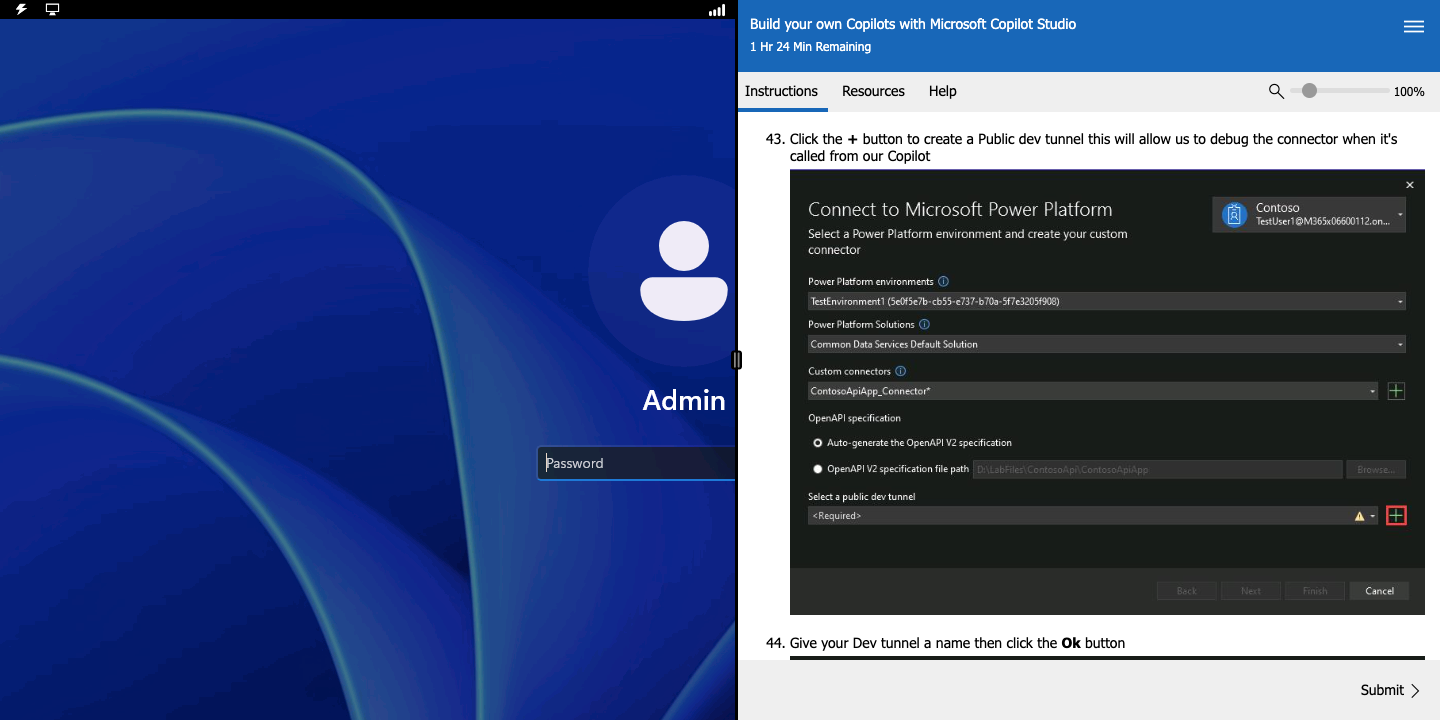 Admin
Password
Build your own Copilots with Microsoft Copilot Studio
1 Hr 24 Min Remaining
Instructions Resources Help 100%
43. Click the + button to create a Public dev tunnel this will allow us to debug the connector when it's
called from our Copilot
Connect to Microsoft Power Platform
Select a Power Platform environment and create your custom
connector
Contoso
TestUser1@M365x06600112.on...
Power Platform environments
TestEnvironment1 (5e0f5e7b-cb55-e737-b70a-5f7e3205f908)
Power Platform Solutions
Common Data Services Default Solution
Custom connectors
ContosoApiApp_Connector*
OpenAPI specification
Auto-generate the OpenAPI V2 specification
OpenAPI V2 specification file path D:\LabFiles\ContosoApi\ContosoApiApp Browse...
Select a public dev tunnel
<Required>
Back Next Finish Cancel
44. Give your Dev tunnel a name then click the Ok button
Submit